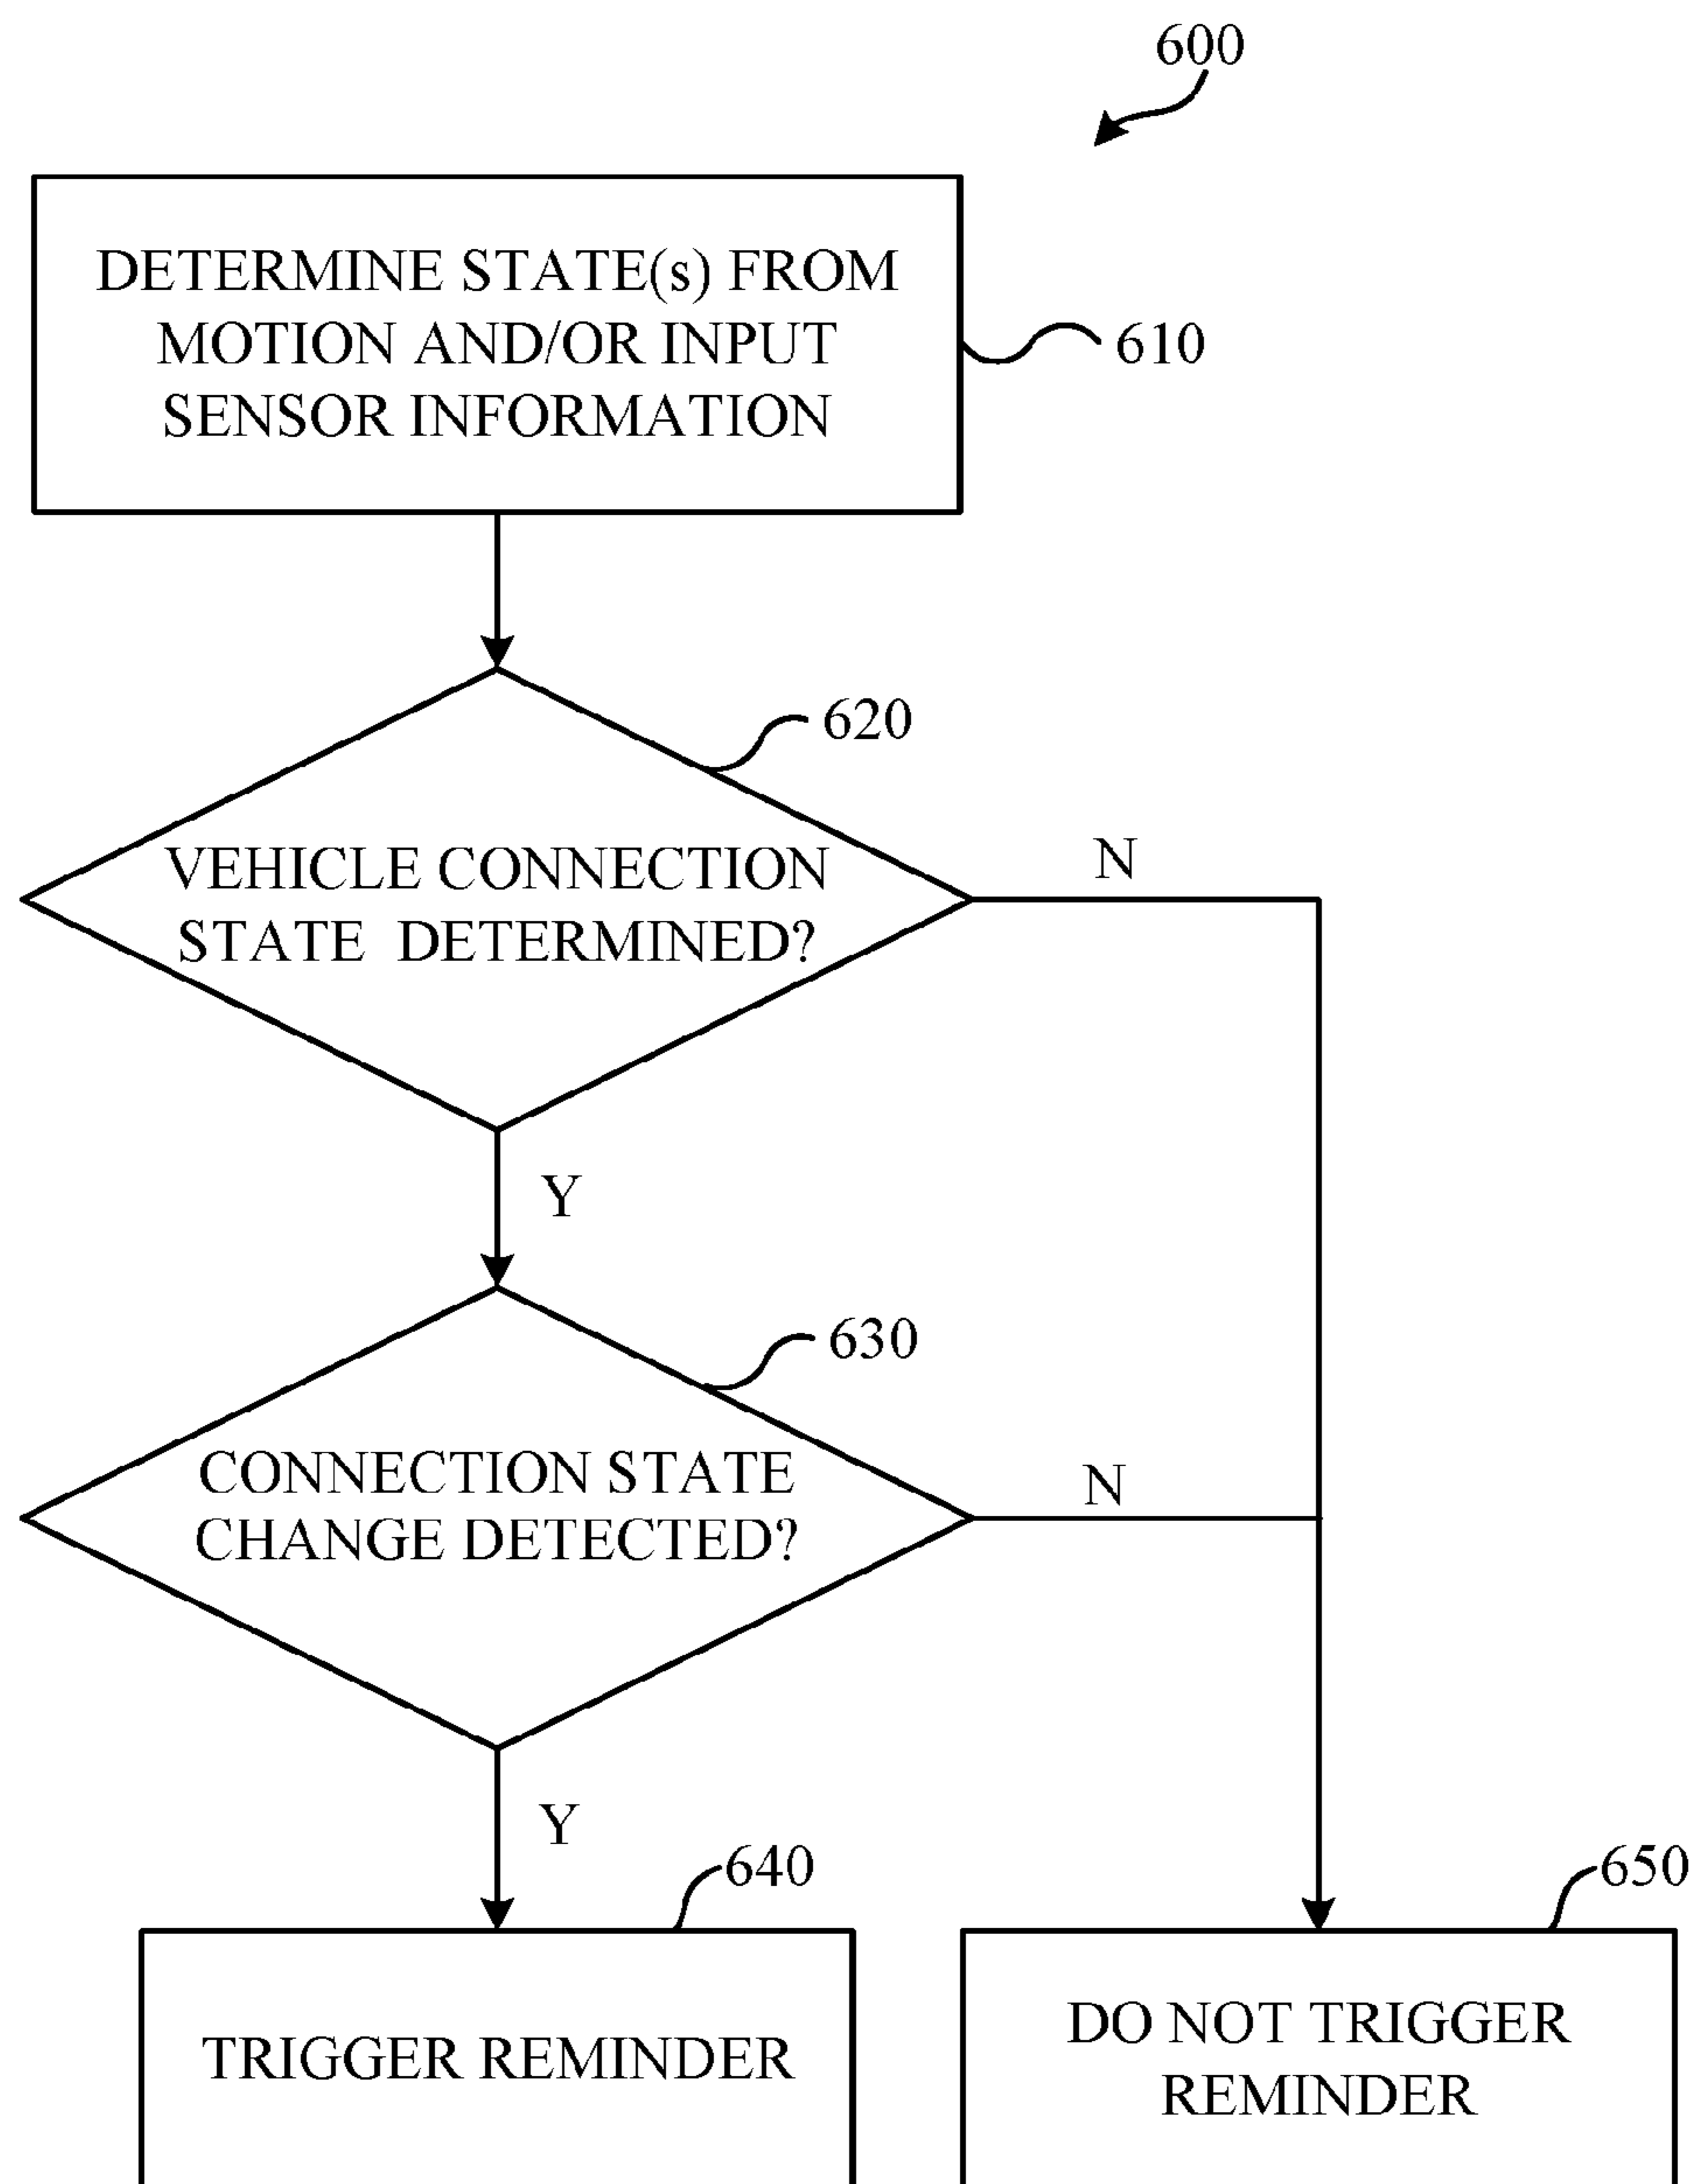 600
DETERMINE STATE(s) FROM
MOTION AND/OR INPUT
SENSOR INFORMATION
610
620
VEHICLE CONNECTION
STATE DETERMINED?
N
Y
630
CONNECTION STATE
CHANGE DETECTED?
N
Y
640
TRIGGER REMINDER
650
DO NOT TRIGGER
REMINDER